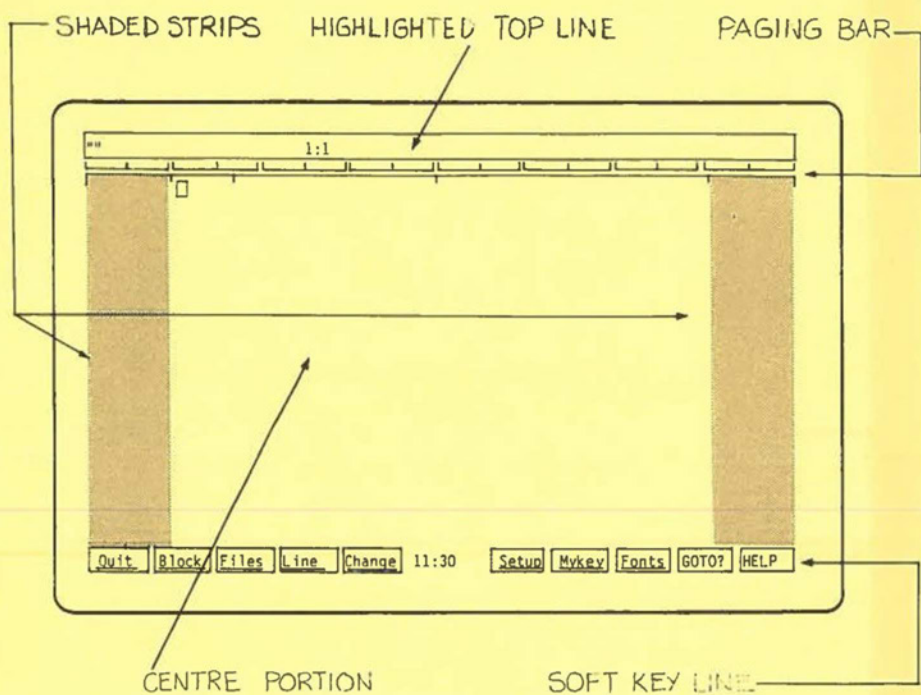 SHADED STRIPS HIGHLIGHTED TOP LINE PAGING BAR
"" 1:1
Quit Block Files Line Change 11:30 Setup Mykey Fonts GOTO? HELP
CENTRE PORTION SOFT KEY LINE